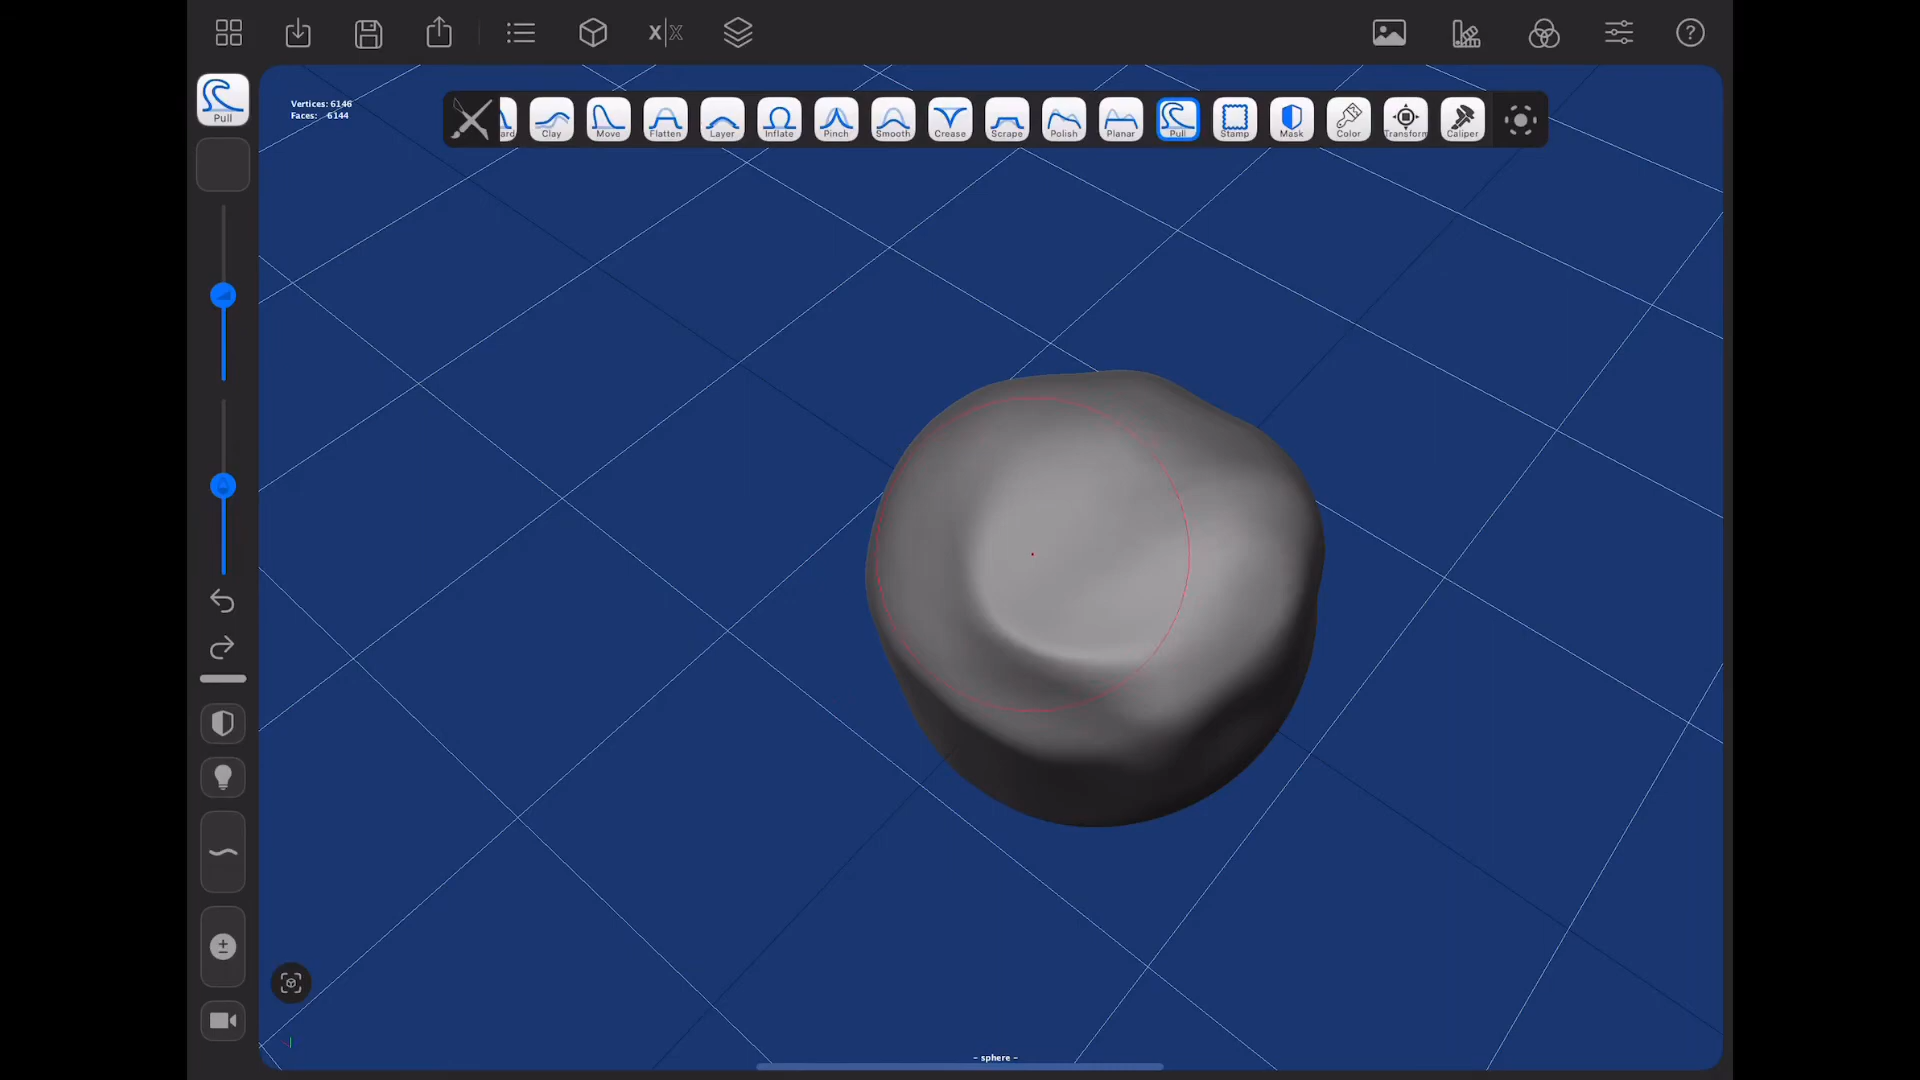 Pull
Vertices: 6146
Faces: 6144
ard
Clay
Move
Flatten
Layer
Inflate
Pinch
Smooth
Crease
Scrape
Polish
Planar
Pull
Stamp
Mask
Color
Transform
Caliper
X|X
?
- sphere -